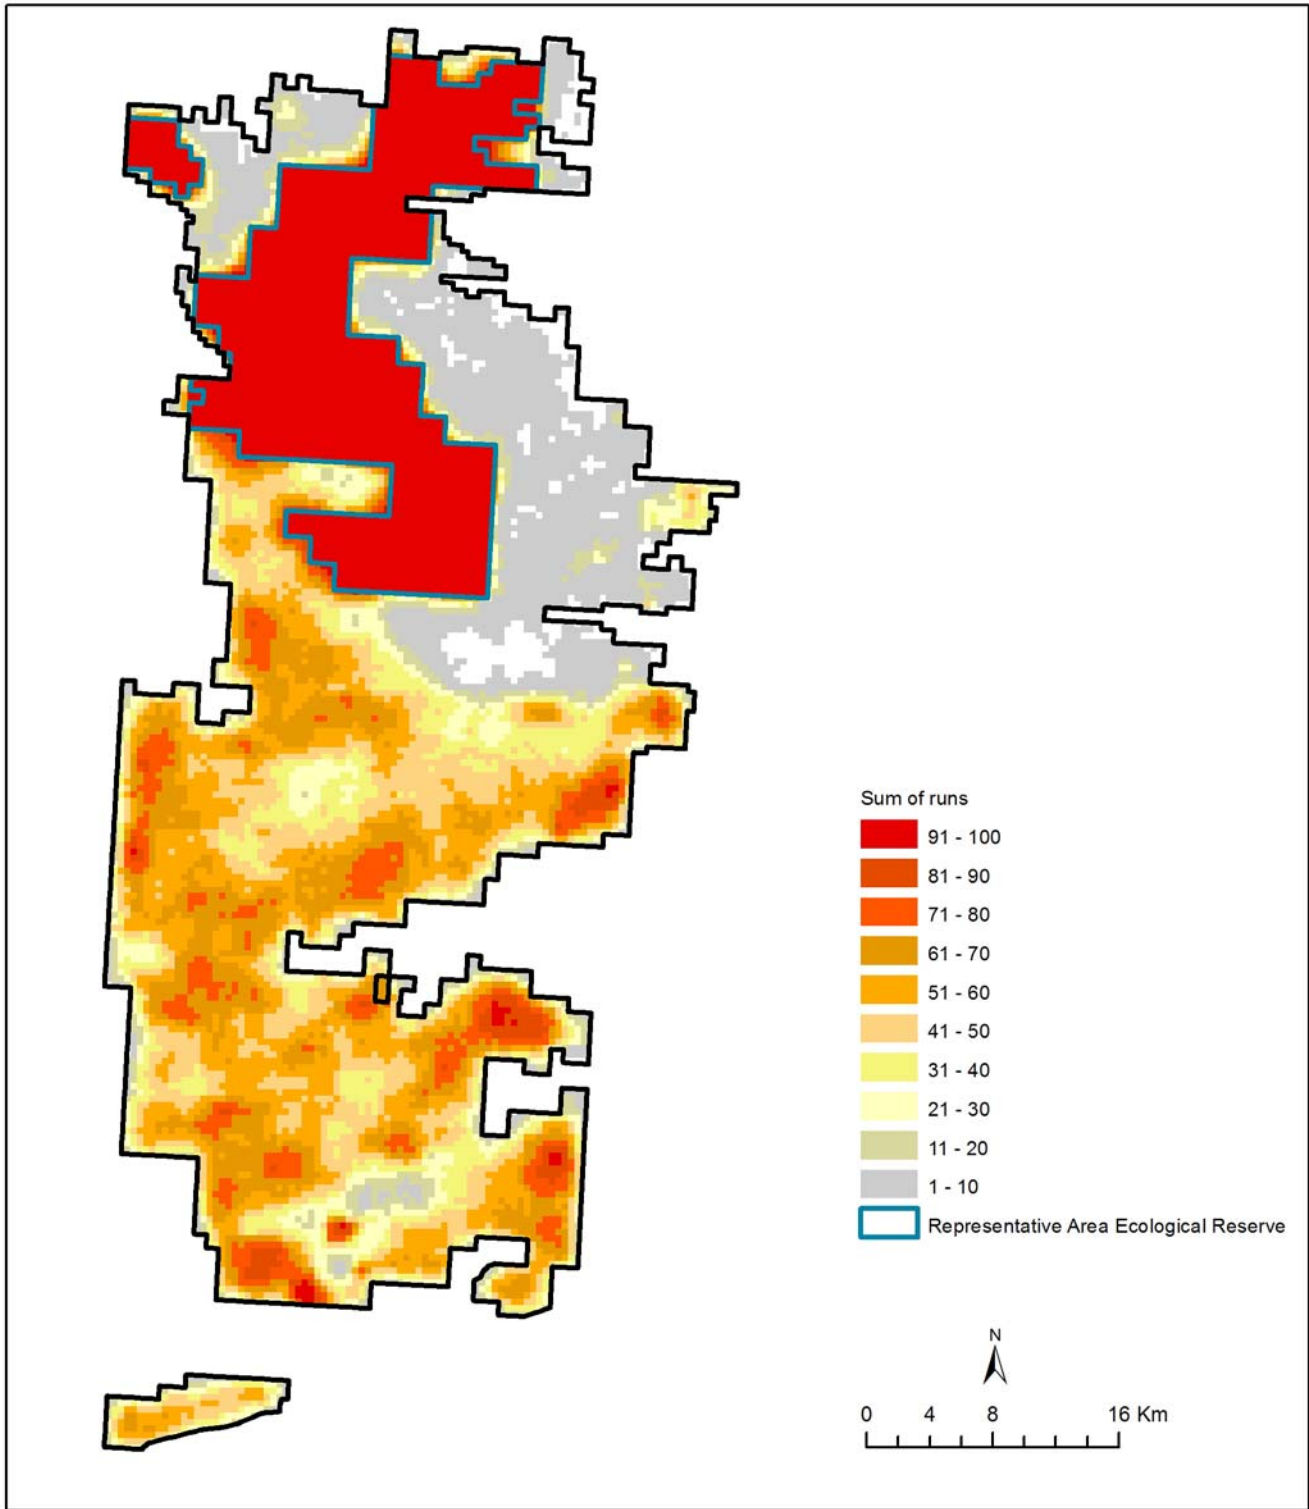 Sum of runs
91 - 100
81 - 90
71 - 80
61 - 70
51 - 60
41 - 50
31 - 40
21 - 30
11 - 20
1 - 10
Representative Area Ecological Reserve
N
0 4 8 16 Km